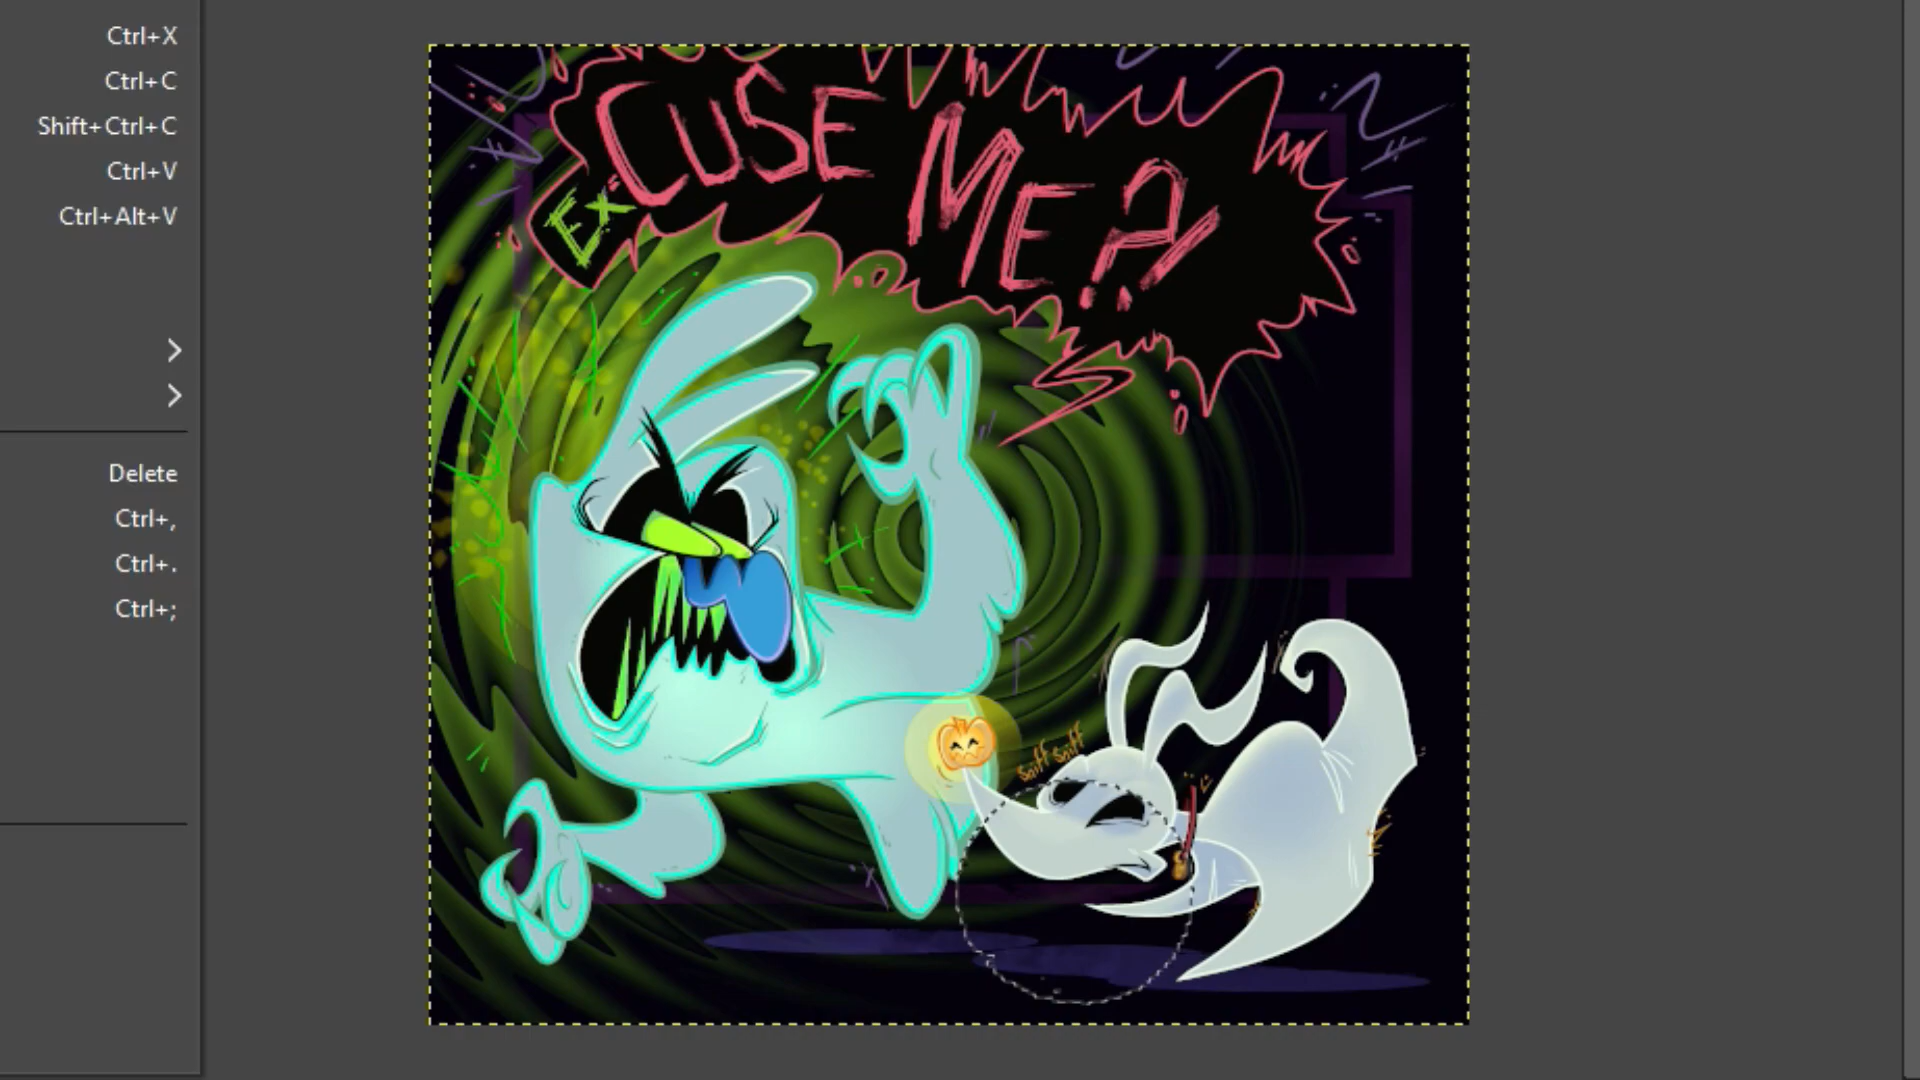 Ctrl+X
Ctrl+C
Shift+Ctrl+C
Ctrl+V
Ctrl+Alt+V
Delete
Ctrl+,
Ctrl+.
Ctrl+;
Ex
CUSE ME?!
Sniff Sniff